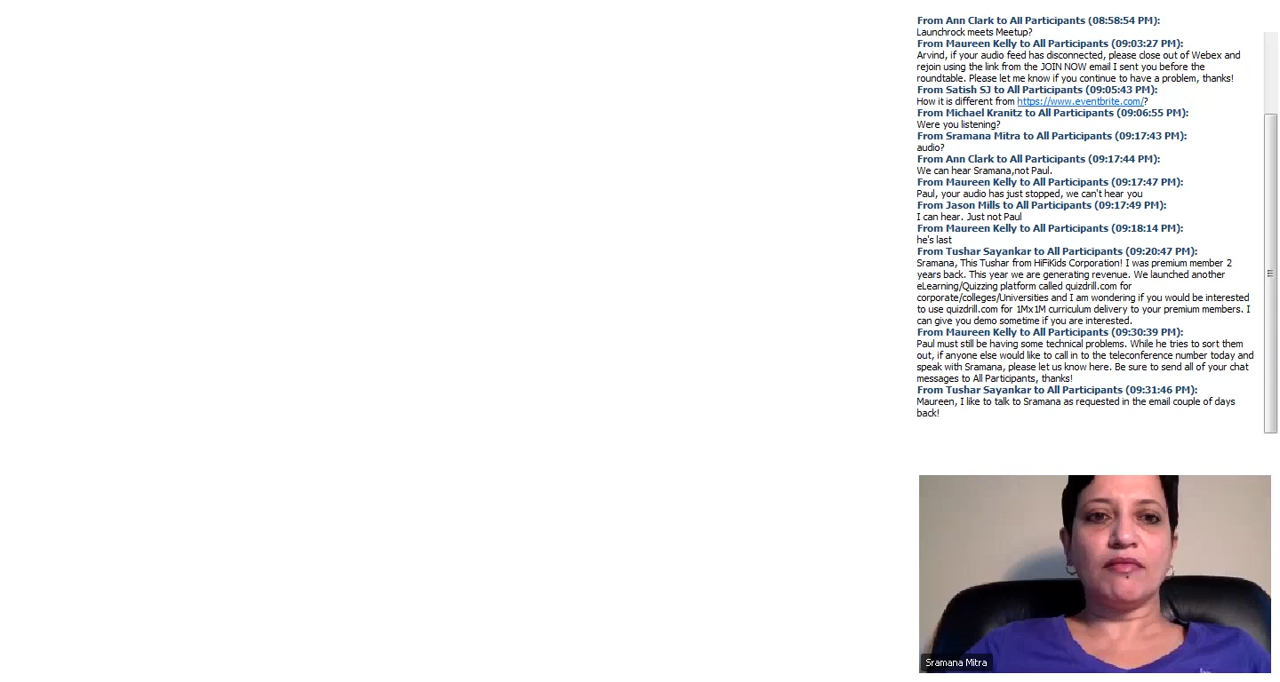 From Ann Clark to All Participants (08:58:54 PM):
Launchrock meets Meetup?
From Maureen Kelly to All Participants (09:03:27 PM):
Arvind, if your audio feed has disconnected, please close out of Webex and
rejoin using the link from the JOIN NOW email I sent you before the
roundtable. Please let me know if you continue to have a problem, thanks!
From Satish SJ to All Participants (09:05:43 PM):
How it is different from https://www.eventbrite.com/?
From Michael Kranitz to All Participants (09:06:55 PM):
Were you listening?
From Sramana Mitra to All Participants (09:17:43 PM):
audio?
From Ann Clark to All Participants (09:17:44 PM):
We can hear Sramana,not Paul.
From Maureen Kelly to All Participants (09:17:47 PM):
Paul, your audio has just stopped, we can't hear you
From Jason Mills to All Participants (09:17:49 PM):
I can hear. Just not Paul
From Maureen Kelly to All Participants (09:18:14 PM):
he's last
From Tushar Sayankar to All Participants (09:20:47 PM):
Sramana, This Tushar from HiFiKids Corporation! I was premium member 2
years back. This year we are generating revenue. We launched another
eLearning/Quizzing platform called quizdrill.com for
corporate/colleges/Universities and I am wondering if you would be interested
to use quizdrill.com for 1Mx1M curriculum delivery to your premium members. I
can give you demo sometime if you are interested.
From Maureen Kelly to All Participants (09:30:39 PM):
Paul must still be having some technical problems. While he tries to sort them
out, if anyone else would like to call in to the teleconference number today and
speak with Sramana, please let us know here. Be sure to send all of your chat
messages to All Participants, thanks!
From Tushar Sayankar to All Participants (09:31:46 PM):
Maureen, I like to talk to Sramana as requested in the email couple of days
back!
Sramana Mitra